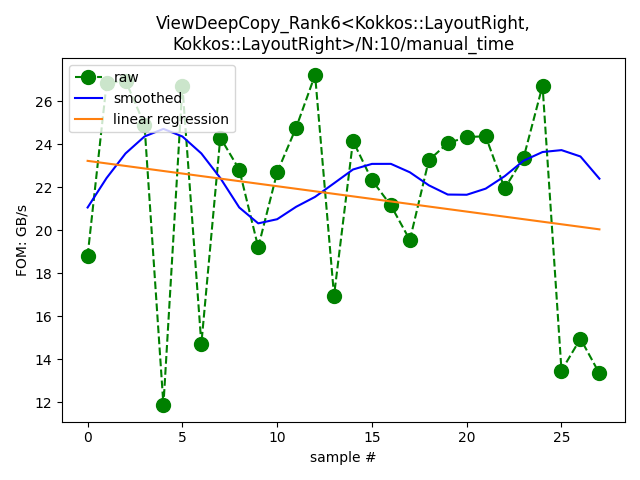 ViewDeepCopy_Rank6<Kokkos::LayoutRight,
Kokkos::LayoutRight>/N:10/manual_time
raw
smoothed
linear regression
FOM: GB/s
26
24
22
20
18
16
14
12
0
5
10
15
20
25
sample #